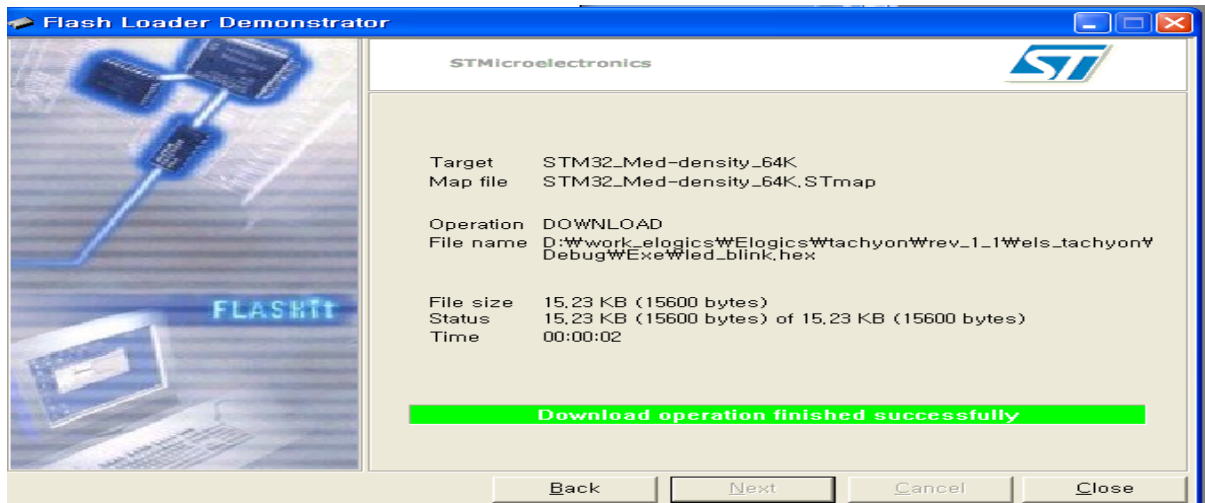 Flash Loader Demonstrator
STMicroelectronics
ST
Target STM32_Med-density_64K
Map file STM32_Med-density_64K.STmap
Operation DOWNLOAD
File name D:₩work_elogics₩Elogics₩tachyon₩rev_1_1₩els_tachyon₩
Debug₩Exe₩led_blink.hex
FLASHit
File size 15,23 KB (15600 bytes)
Status 15,23 KB (15600 bytes) of 15,23 KB (15600 bytes)
Time 00:00:02
Download operation finished successfully
Back Next Cancel Close